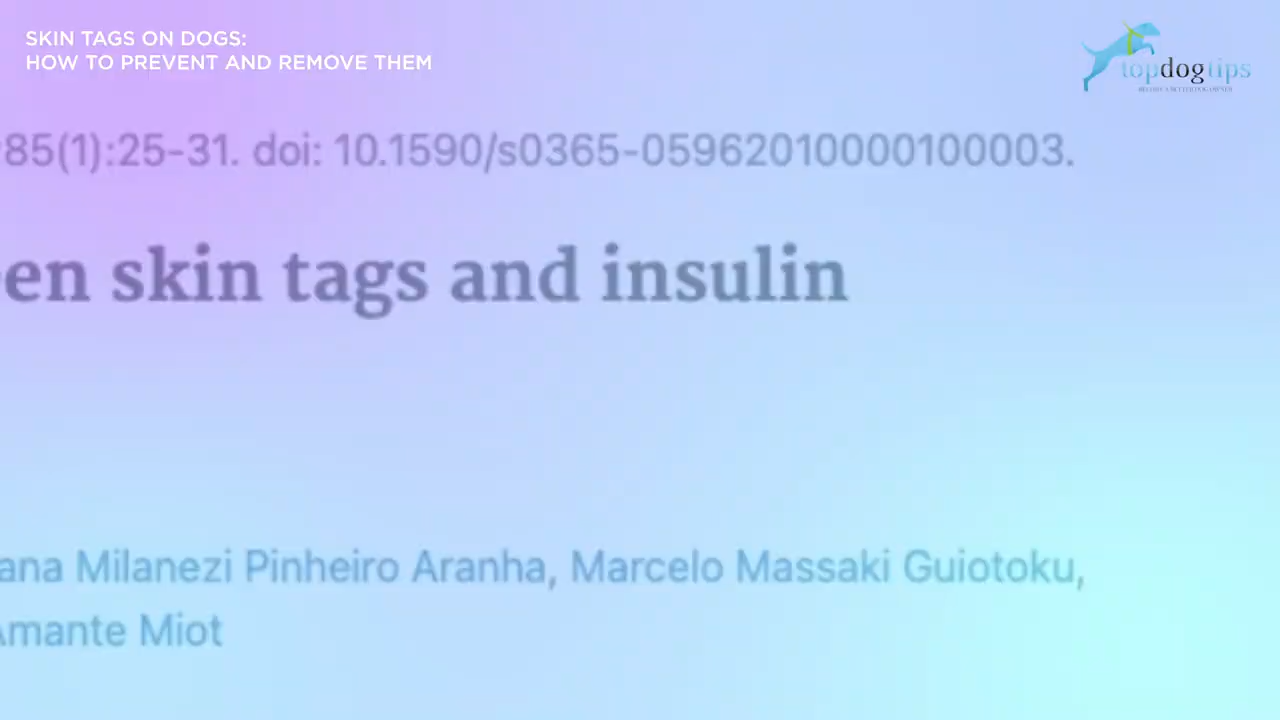 SKIN TAGS ON DOGS:
HOW TO PREVENT AND REMOVE THEM
topdogtips
85(1):25-31. doi: 10.1590/s0365-05962010000100003.
en skin tags and insulin
ana Milanezi Pinheiro Aranha, Marcelo Massaki Guiotoku,
Amante Miot